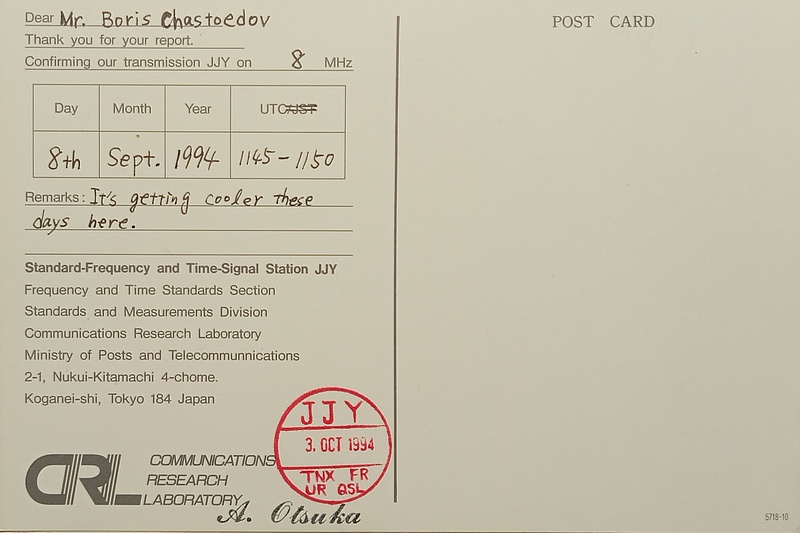 Dear Mr. Boris Chastoedov
Thank you for your report.
Confirming our transmission JJY on 8 MHz
Day Month Year UTC/JST
8th Sept. 1994 1145-1150
Remarks: It's getting cooler these
days here.
Standard-Frequency and Time-Signal Station JJY
Frequency and Time Standards Section
Standards and Measurements Division
Communications Research Laboratory
Ministry of Posts and Telecommunnications
2-1, Nukui-Kitamachi 4-chome.
Koganei-shi, Tokyo 184 Japan
CRL COMMUNICATIONS
RESEARCH
LABORATORY
A. Otsuka
JJY
3. OCT 1994
TNX FR
UR QSL
POST CARD
5718-10